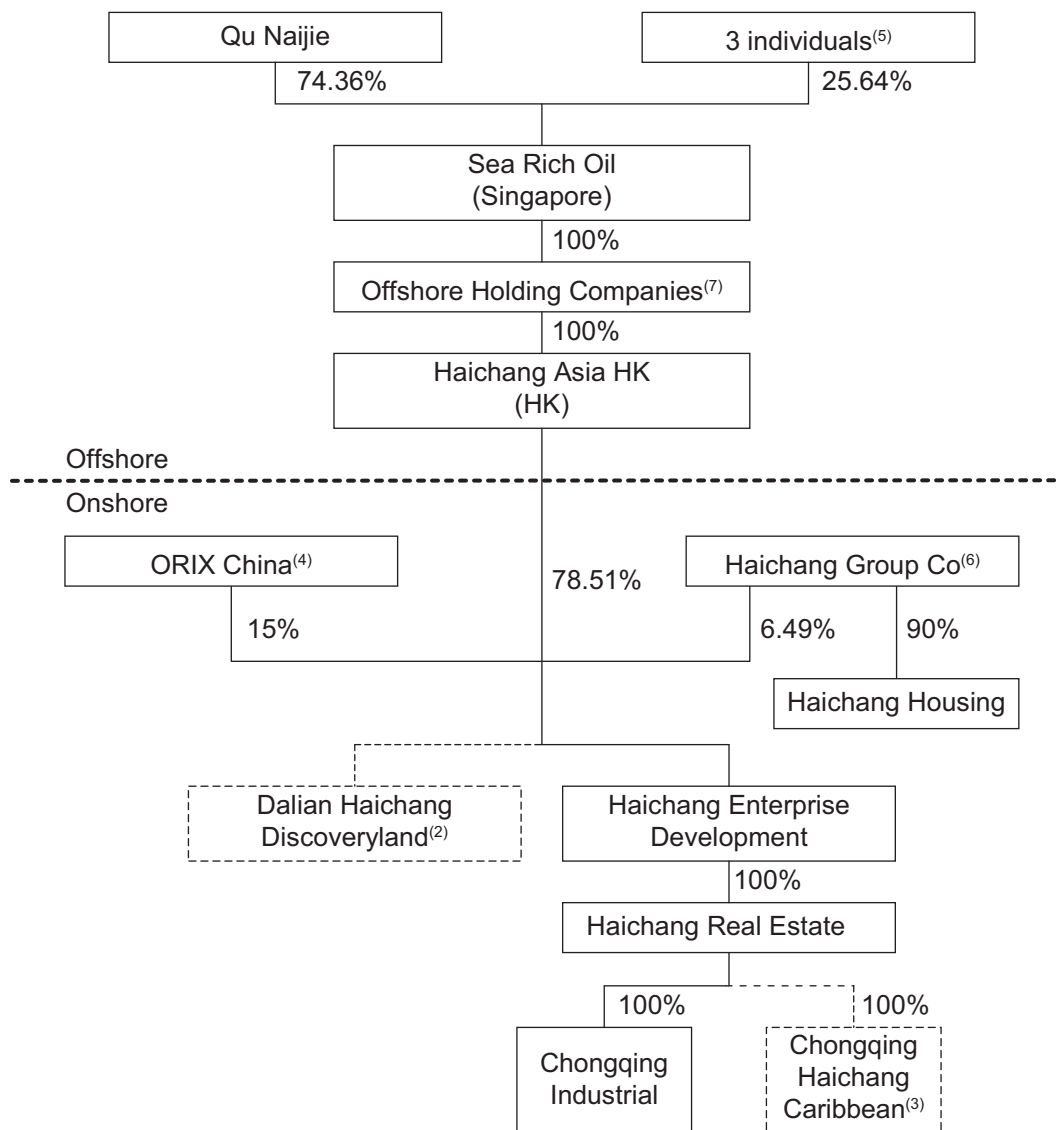 Qu Naijie
3 individuals(5)
74.36%
25.64%
Sea Rich Oil
(Singapore)
100%
Offshore Holding Companies(7)
100%
Haichang Asia HK
(HK)
Offshore
Onshore
ORIX China(4)
Haichang Group Co(6)
78.51%
15%
6.49%
90%
Haichang Housing
Dalian Haichang
Discoveryland(2)
Haichang Enterprise
Development
100%
Haichang Real Estate
100%
100%
Chongqing
Industrial
Chongqing
Haichang
Caribbean(3)